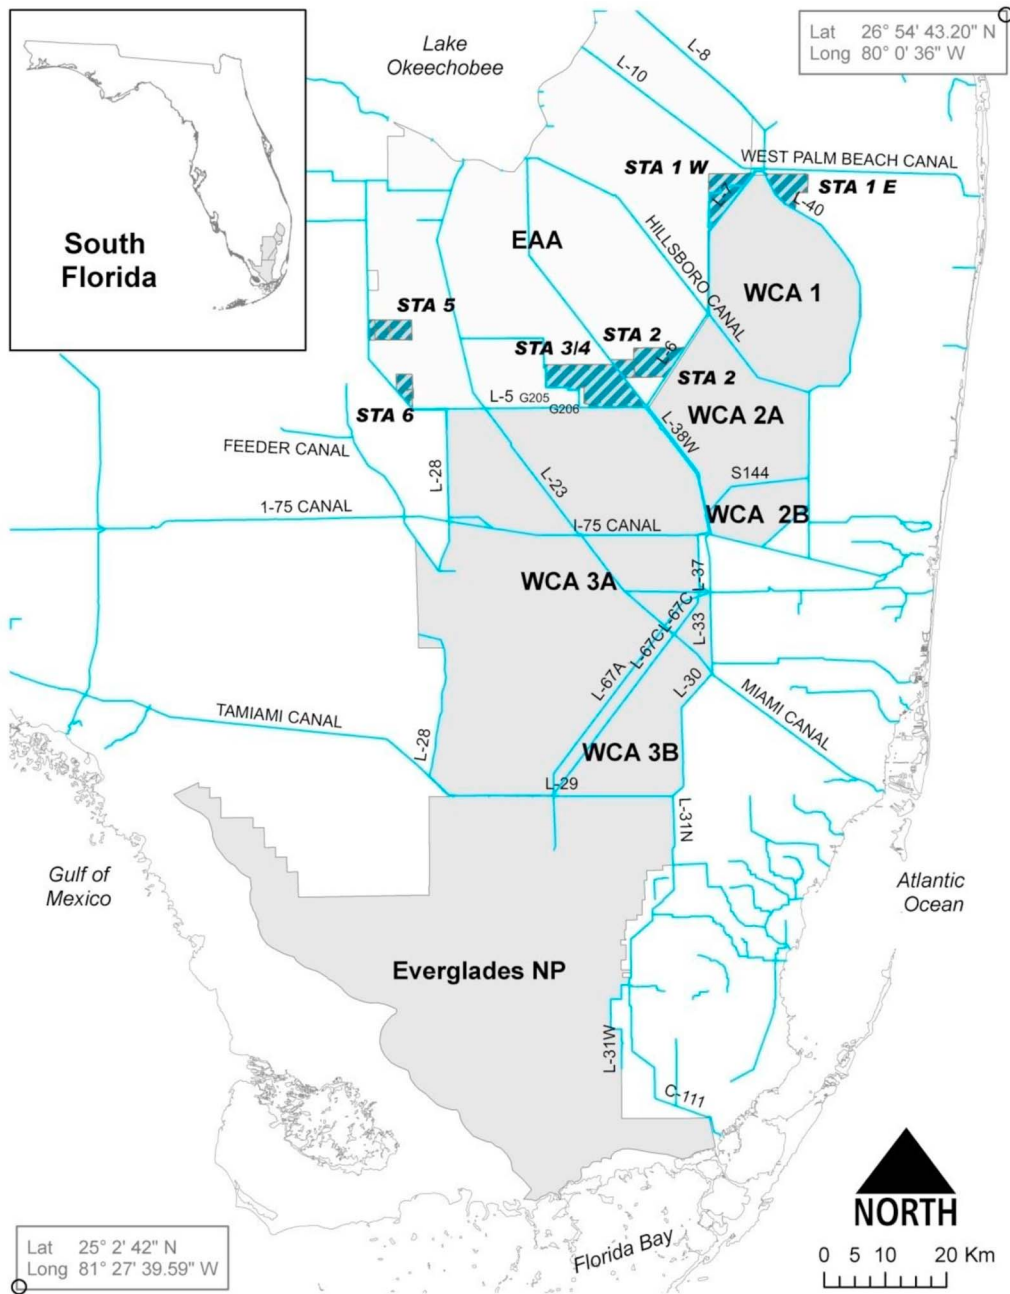 Lat 26° 54' 43.20" N
Long 80° 0' 36" W
Lake
Okeechobee
L-8
L-10
South
Florida
WEST PALM BEACH CANAL
STA 1 W
STA 1 E
L-7
L-40
EAA
HILLSBORO CANAL
WCA 1
STA 5
STA 2
STA 3/4
L-6
STA 2
L-5
G205
G206
STA 6
WCA 2A
L-38W
FEEDER CANAL
L-28
L-23
S144
1-75 CANAL
I-75 CANAL
WCA 2B
WCA 3A
L-37
L-67C
L-67C
L-33
L-67A
L-30
MIAMI CANAL
TAMIAMI CANAL
L-28
WCA 3B
L-29
L-31N
Gulf of
Mexico
Atlantic
Ocean
Everglades NP
L-31W
C-111
NORTH
Florida Bay
Lat 25° 2' 42" N
Long 81° 27' 39.59" W
0 5 10 20 Km